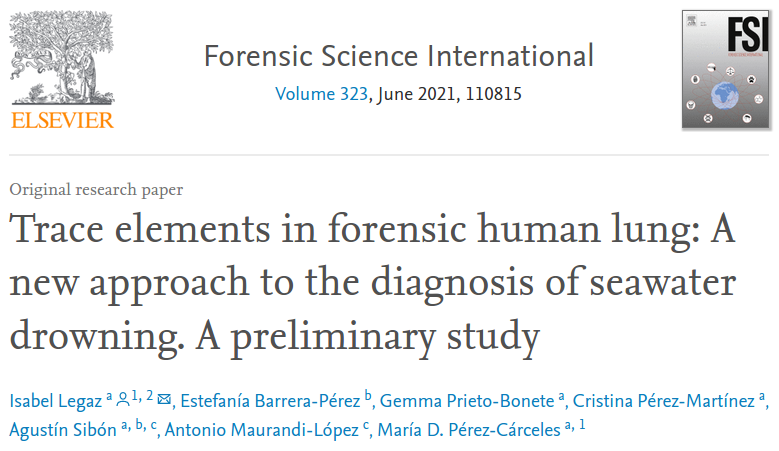 Forensic Science International
Volume 323, June 2021, 110815
ELSEVIER
FSI
Original research paper
Trace elements in forensic human lung: A
new approach to the diagnosis of seawater
drowning. A preliminary study
Isabel Legaz a 1, 2, Estefanía Barrera-Pérez b, Gemma Prieto-Bonete a, Cristina Pérez-Martínez a,
Agustín Sibón a, b, c, Antonio Maurandi-López c, María D. Pérez-Cárceles a, 1